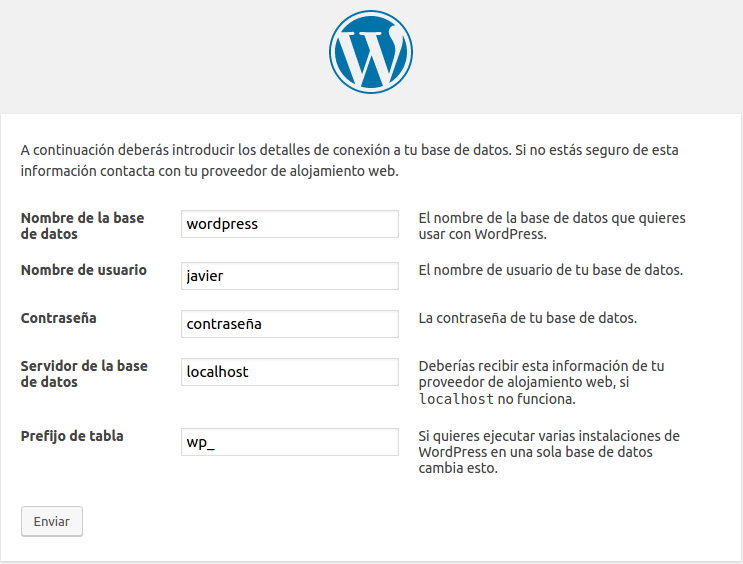 A continuación deberás introducir los detalles de conexión a tu base de datos. Si no estás seguro de esta
información contacta con tu proveedor de alojamiento web.
Nombre de la base
de datos
wordpress
El nombre de la base de datos que quieres
usar con WordPress.
Nombre de usuario
javier
El nombre de usuario de tu base de datos.
Contraseña
contraseña
La contraseña de tu base de datos.
Servidor de la base
de datos
localhost
Deberías recibir esta información de tu
proveedor de alojamiento web, si
localhost no funciona.
Prefijo de tabla
wp_
Si quieres ejecutar varias instalaciones de
WordPress en una sola base de datos
cambia esto.
Enviar